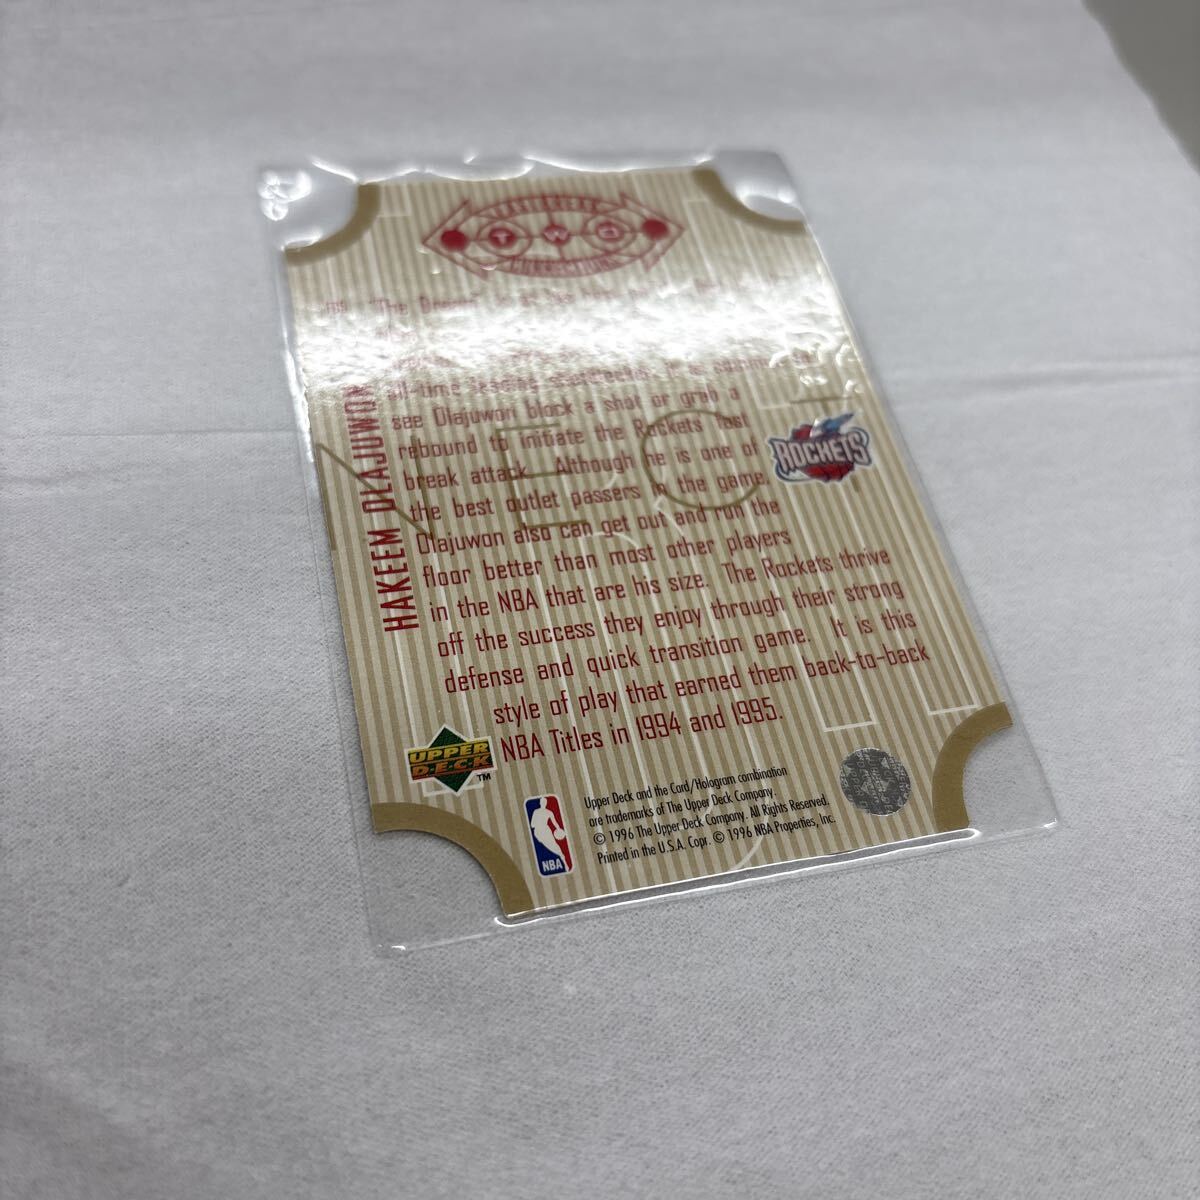 FAST BREAK
TWO
CONNECTIONS
"The Dream" is
all-time leading
see Olajuwon block a shot or grab a
rebound to initiate the Rockets fast
break attack. Although he is one of
the best outlet passers in the game,
Olajuwon also can get out and run the
floor better than most other players
in the NBA that are his size. The Rockets thrive
off the success they enjoy through their strong
defense and quick transition game. It is this
style of play that earned them back-to-back
NBA Titles in 1994 and 1995.
HAKEEM OLAJUWON
NECT
ROCKETS
UPPER
DECK
TM
NBA
Upper Deck and the Card/Hologram combination
are trademarks of The Upper Deck Company.
© 1996 The Upper Deck Company. All Rights Reserved.
Printed in the U.S.A. Copr. © 1996 NBA Properties, Inc.